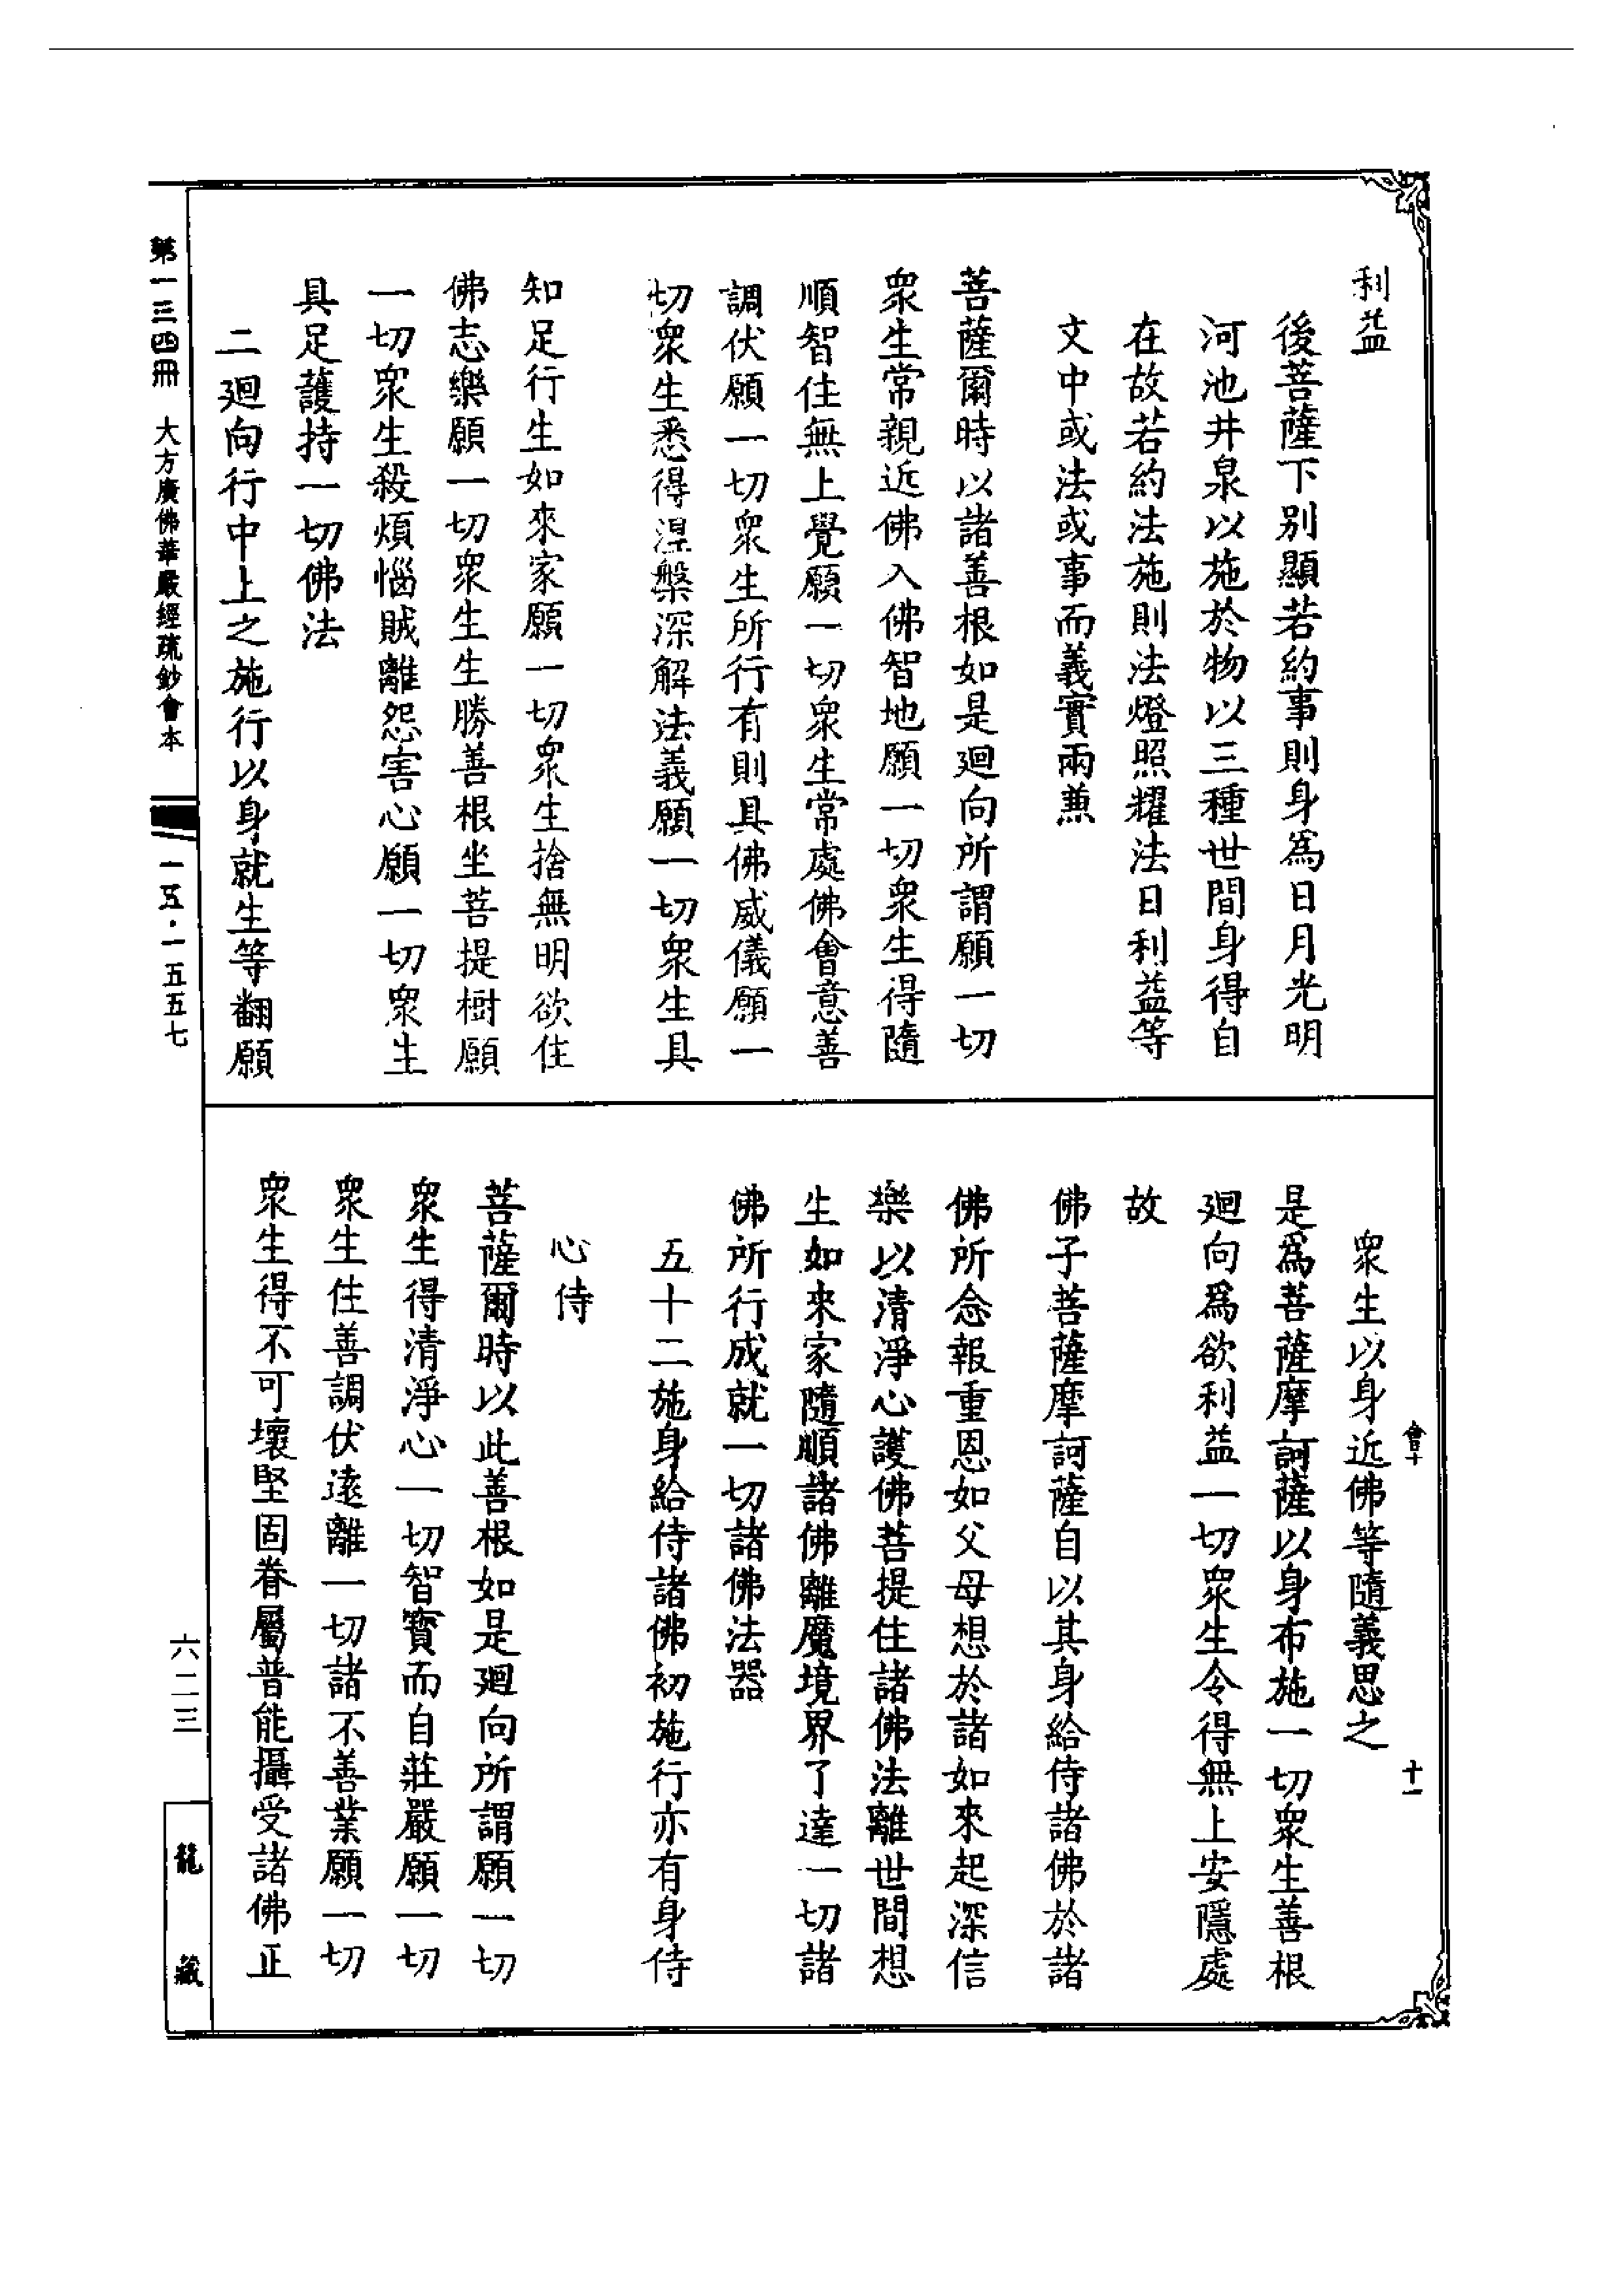 利益
後菩薩下別顯若約事則身為日月光明
河池井泉以施於物以三種世間身得自
在故若約法施則法燈照耀法日利益等
文中或法或事而義實兩兼
菩薩爾時以諸善根如是迴向所謂願一切
眾生常親近佛入佛智地願一切眾生得隨
順智住無上覺願一切眾生常處佛會意善
調伏願一切眾生所行有則具佛威儀願一
切眾生悉得涅槃深解法義願一切眾生具
知足行生如來家願一切眾生捨無明欲住
佛志樂願一切眾生生勝善根坐菩提樹願
一切眾生殺煩惱賊離怨害心願一切眾生
具足護持一切佛法
二迴向行中上之施行以身就生等翻願
眾生以身近佛等隨義思之
是為菩薩摩訶薩以身布施一切眾生善根
迴向為欲利益一切眾生令得無上安隱處
故
佛子菩薩摩訶薩自以其身給侍諸佛於諸
佛所念報重恩如父母想於諸如來起深信
樂以清淨心護佛菩提住諸佛法離世間想
生如來家隨順諸佛離魔境界了達一切諸
佛所行成就一切諸佛法器
五十二施身給侍諸佛初施行亦有身侍
心侍
菩薩爾時以此善根如是迴向所謂願一切
眾生得清淨心一切智寶而自莊嚴願一切
眾生住善調伏遠離一切諸不善業願一切
眾生得不可壞堅固眷屬普能攝受諸佛正
會十
十一
第一三四冊 大方廣佛華嚴經疏鈔會本
一五·一五五七
六二三
龍藏